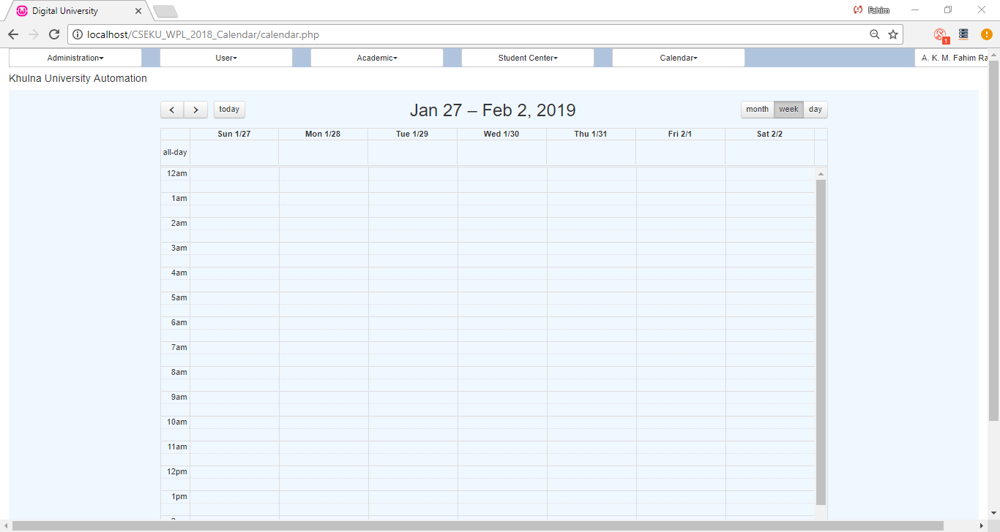 Digital University
Fahim
localhost/CSEKU_WPL_2018_Calendar/calendar.php
1
Administration User Academic Student Center Calendar A. K. M. Fahim Ra
Khulna University Automation
today Jan 27 – Feb 2, 2019 month week day
Sun 1/27 Mon 1/28 Tue 1/29 Wed 1/30 Thu 1/31 Fri 2/1 Sat 2/2
all-day
12am
1am
2am
3am
4am
5am
6am
7am
8am
9am
10am
11am
12pm
1pm